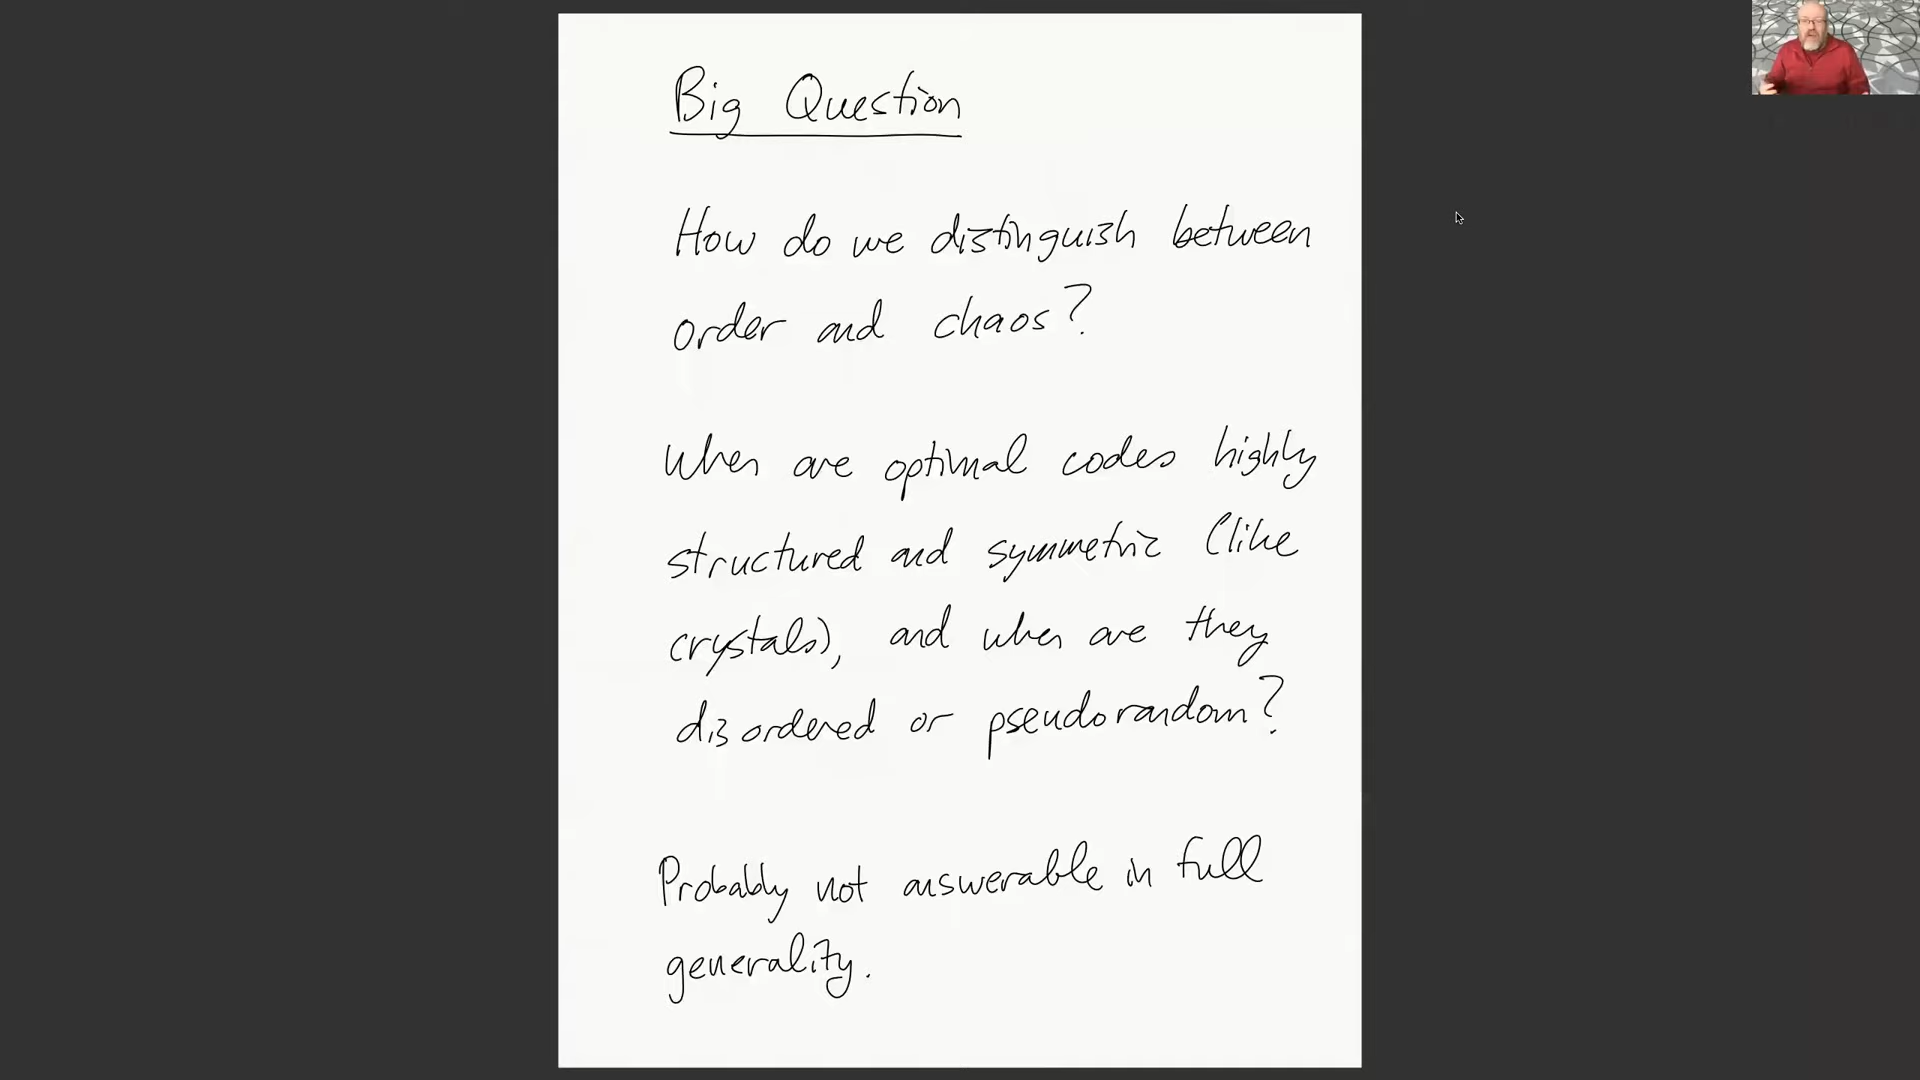 Big Question
How do we distinguish between
order and chaos?
When are optimal codes highly
structured and symmetric (like
crystals), and when are they
disordered or pseudorandom?
Probably not answerable in full
generality.